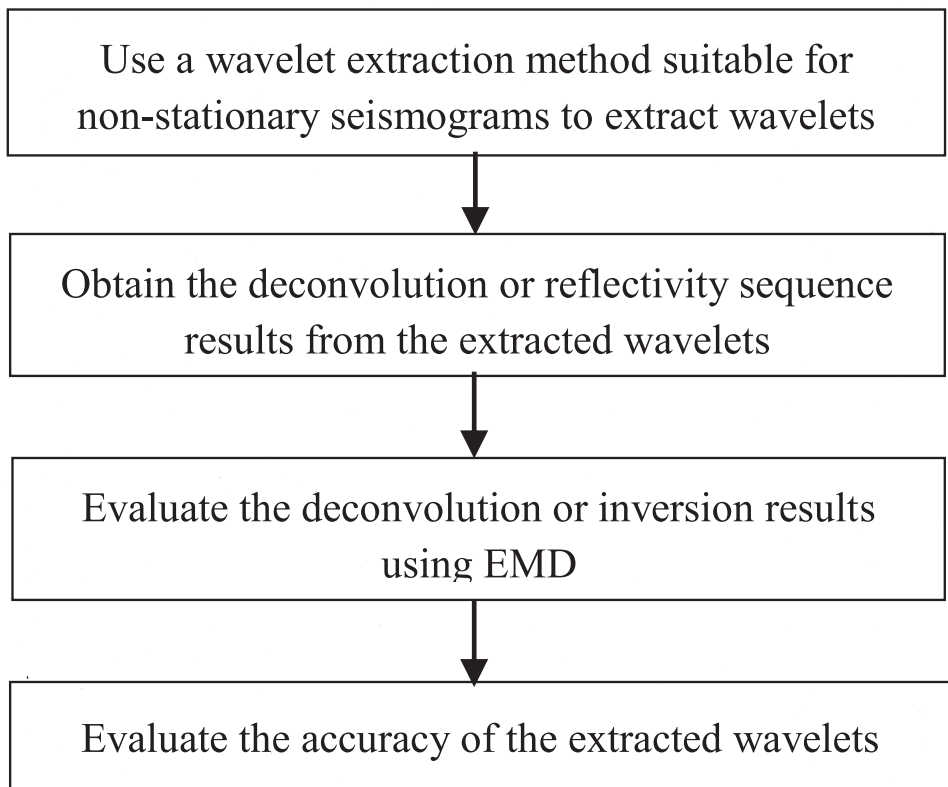 Use a wavelet extraction method suitable for
non-stationary seismograms to extract wavelets
Obtain the deconvolution or reflectivity sequence
results from the extracted wavelets
Evaluate the deconvolution or inversion results
using EMD
Evaluate the accuracy of the extracted wavelets